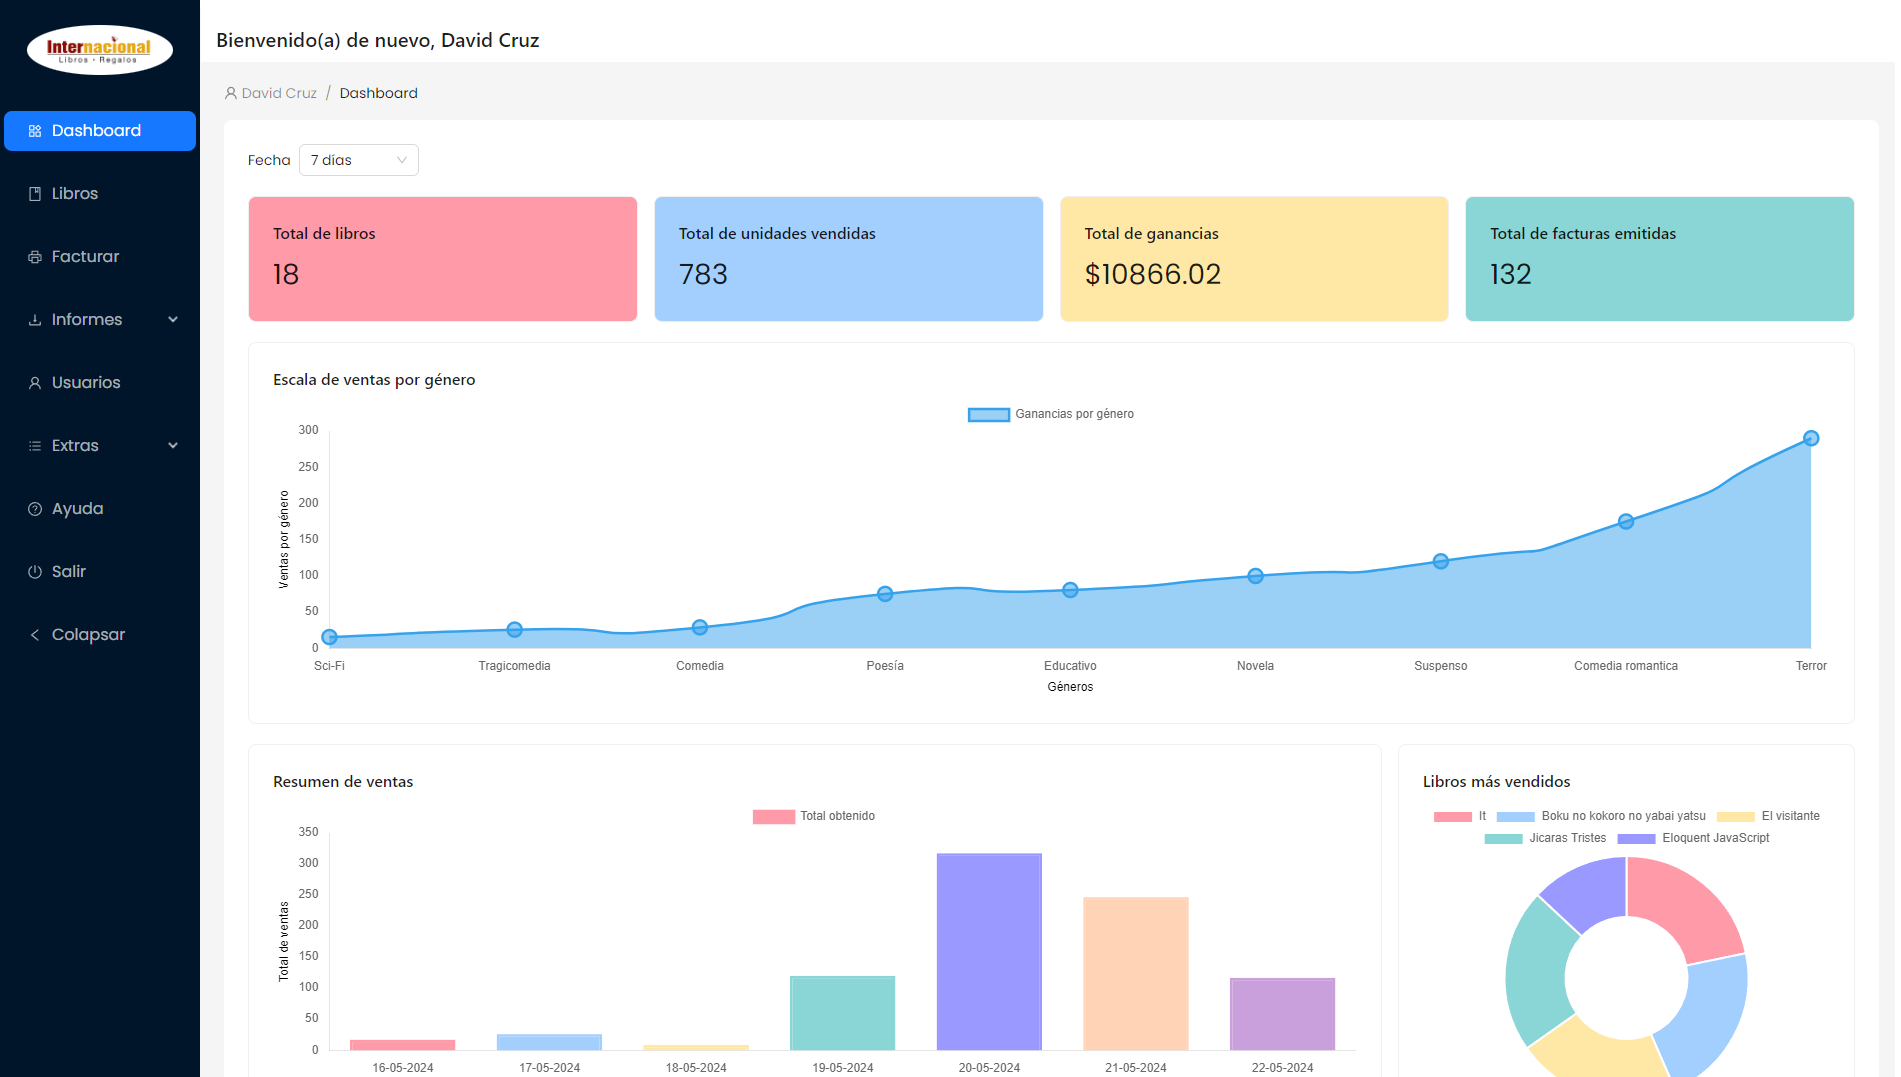 Internacional
Libros • Regalos
Dashboard
Libros
Facturar
Informes
Usuarios
Extras
Ayuda
Salir
Colapsar
Bienvenido(a) de nuevo, David Cruz
David Cruz / Dashboard
Fecha 7 días
Total de libros
18
Total de unidades vendidas
783
Total de ganancias
$10866.02
Total de facturas emitidas
132
Escala de ventas por género
Ganancias por género
300
250
200
150
100
50
0
Ventas por género
Sci-Fi Tragicomedia Comedia Poesía Educativo Novela Suspenso Comedia romantica Terror
Géneros
Resumen de ventas
Total obtenido
350
300
250
200
150
100
50
0
Total de ventas
16-05-2024 17-05-2024 18-05-2024 19-05-2024 20-05-2024 21-05-2024 22-05-2024
Libros más vendidos
It Boku no kokoro no yabai yatsu El visitante
Jicaras Tristes Eloquent JavaScript